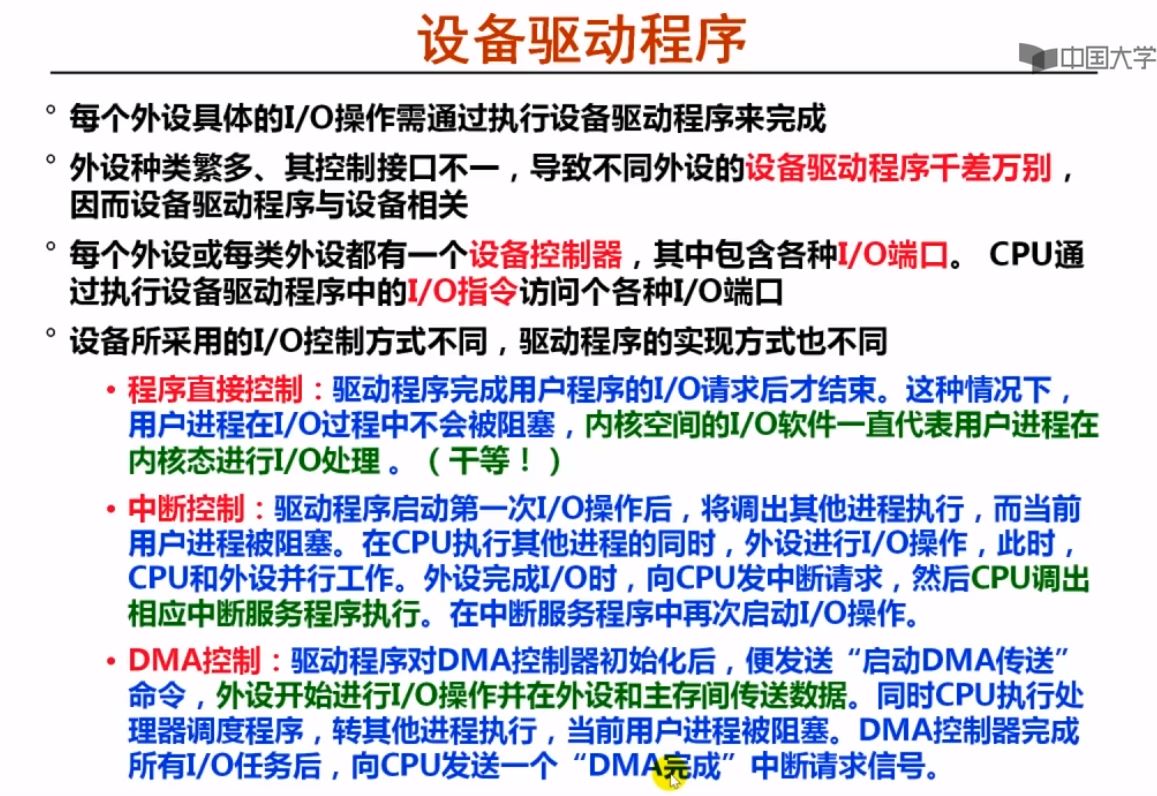 设备驱动程序
中国大学
° 每个外设具体的I/O操作需通过执行设备驱动程序来完成
° 外设种类繁多、其控制接口不一，导致不同外设的设备驱动程序千差万别，
因而设备驱动程序与设备相关
° 每个外设或每类外设都有一个设备控制器，其中包含各种I/O端口。 CPU通
过执行设备驱动程序中的I/O指令访问个各种I/O端口
° 设备所采用的I/O控制方式不同，驱动程序的实现方式也不同
• 程序直接控制：驱动程序完成用户程序的I/O请求后才结束。这种情况下，
用户进程在I/O过程中不会被阻塞，内核空间的I/O软件一直代表用户进程在
内核态进行I/O处理 。（ 干等！）
• 中断控制：驱动程序启动第一次I/O操作后，将调出其他进程执行，而当前
用户进程被阻塞。在CPU执行其他进程的同时，外设进行I/O操作，此时，
CPU和外设并行工作。外设完成I/O时，向CPU发中断请求，然后CPU调出
相应中断服务程序执行。在中断服务程序中再次启动I/O操作。
• DMA控制：驱动程序对DMA控制器初始化后，便发送“启动DMA传送”
命令，外设开始进行I/O操作并在外设和主存间传送数据。同时CPU执行处
理器调度程序，转其他进程执行，当前用户进程被阻塞。DMA控制器完成
所有I/O任务后，向CPU发送一个“DMA完成”中断请求信号。